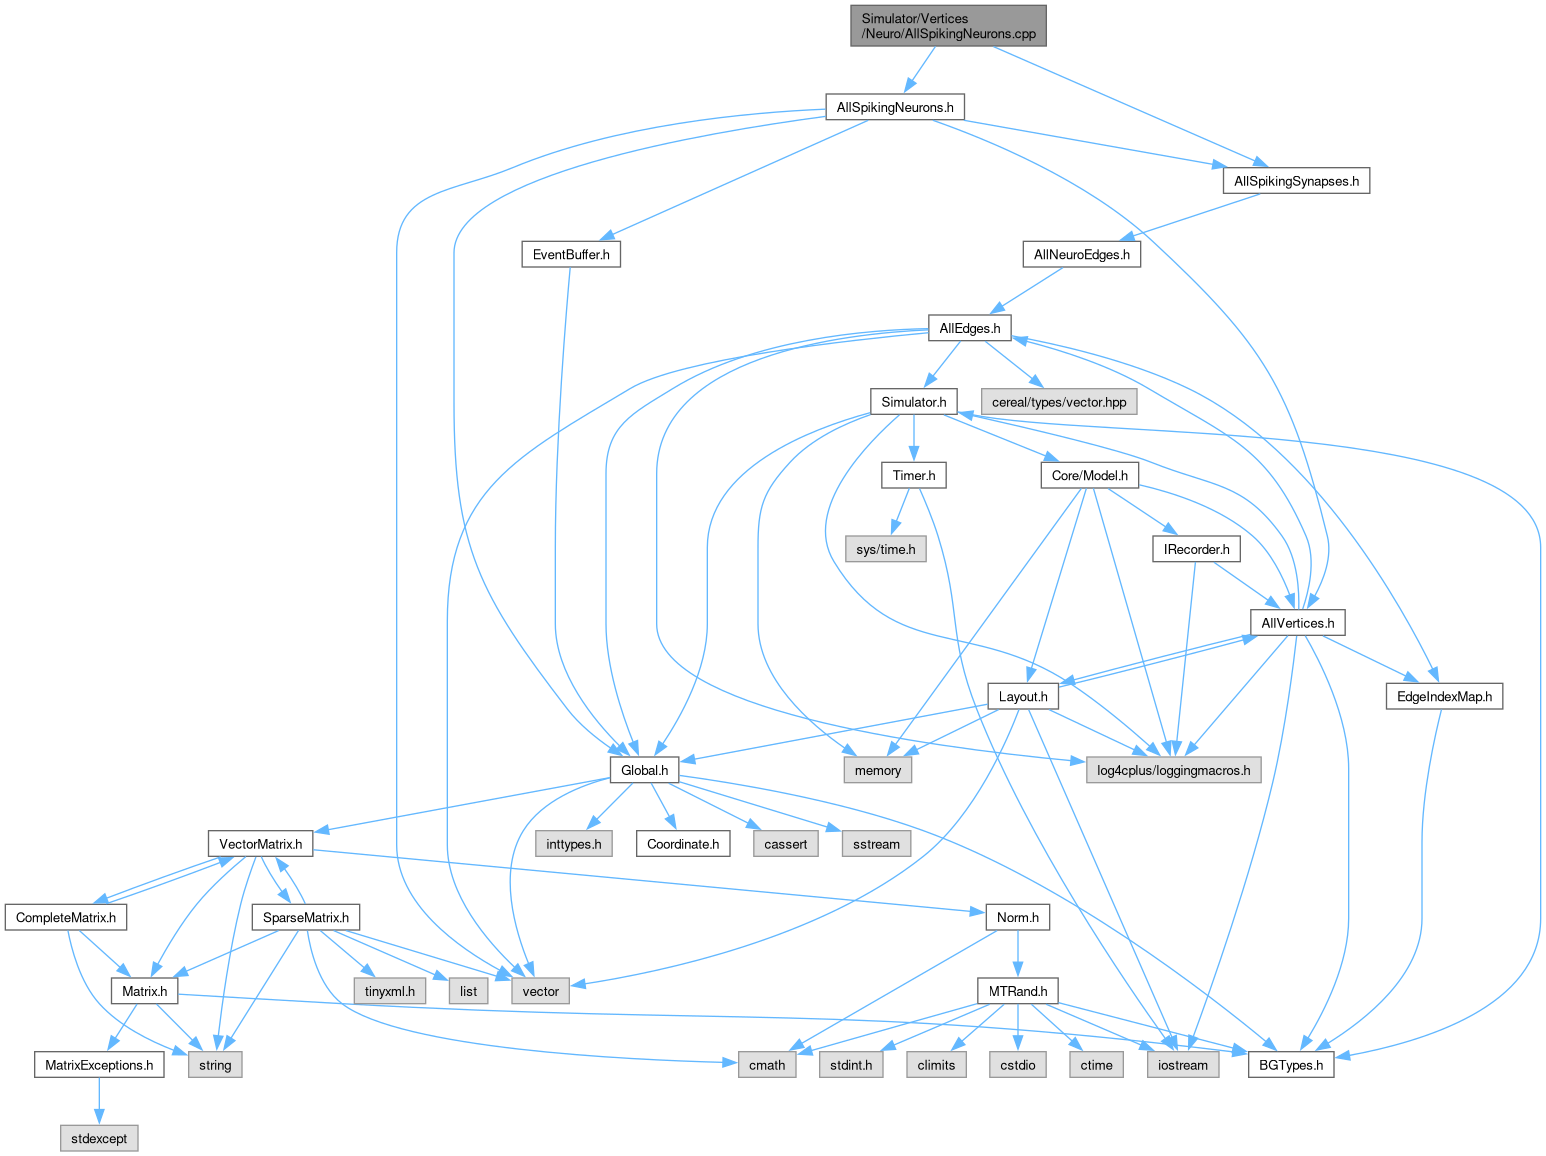 Simulator/Vertices
/Neuro/AllSpikingNeurons.cpp
AllSpikingNeurons.h
AllSpikingSynapses.h
EventBuffer.h
AllNeuroEdges.h
AllEdges.h
Simulator.h
cereal/types/vector.hpp
Timer.h
Core/Model.h
sys/time.h
IRecorder.h
AllVertices.h
Layout.h
EdgeIndexMap.h
Global.h
memory
log4cplus/loggingmacros.h
VectorMatrix.h
inttypes.h
Coordinate.h
cassert
sstream
CompleteMatrix.h
SparseMatrix.h
Norm.h
Matrix.h
tinyxml.h
list
vector
MTRand.h
MatrixExceptions.h
string
cmath
stdint.h
climits
cstdio
ctime
iostream
BGTypes.h
stdexcept